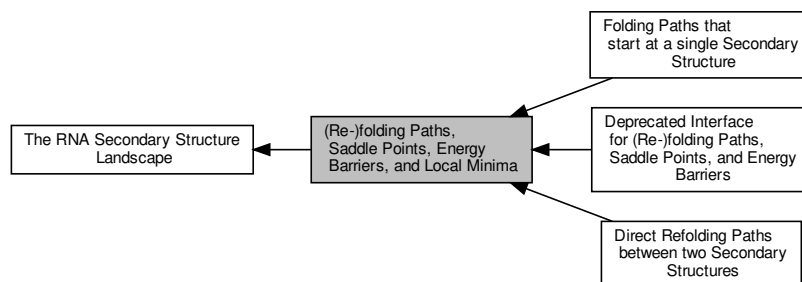 Folding Paths that
start at a single Secondary
Structure
The RNA Secondary Structure
Landscape
(Re-)folding Paths,
Saddle Points, Energy
Barriers, and Local Minima
Deprecated Interface
for (Re-)folding Paths,
Saddle Points, and Energy
Barriers
Direct Refolding Paths
between two Secondary
Structures